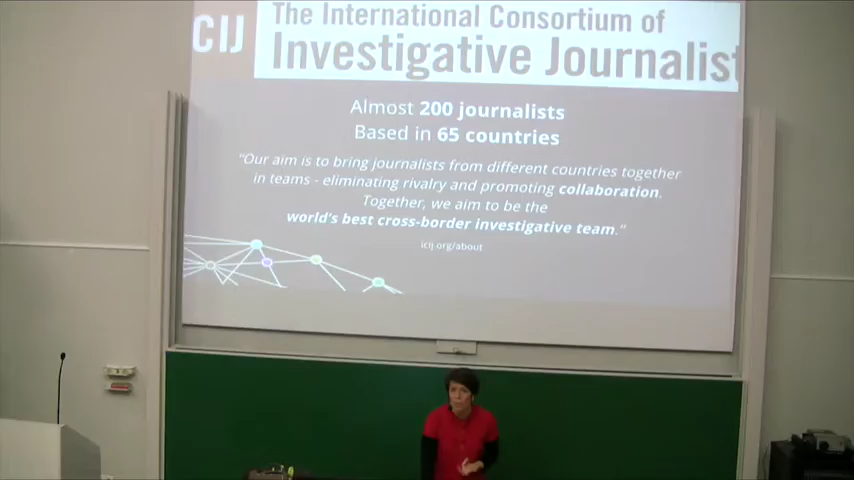 CIJ
The International Consortium of
Investigative Journalist
Almost 200 journalists
Based in 65 countries
"Our aim is to bring journalists from different countries together
in teams - eliminating rivalry and promoting collaboration.
Together, we aim to be the
world's best cross-border investigative team."
icij.org/about